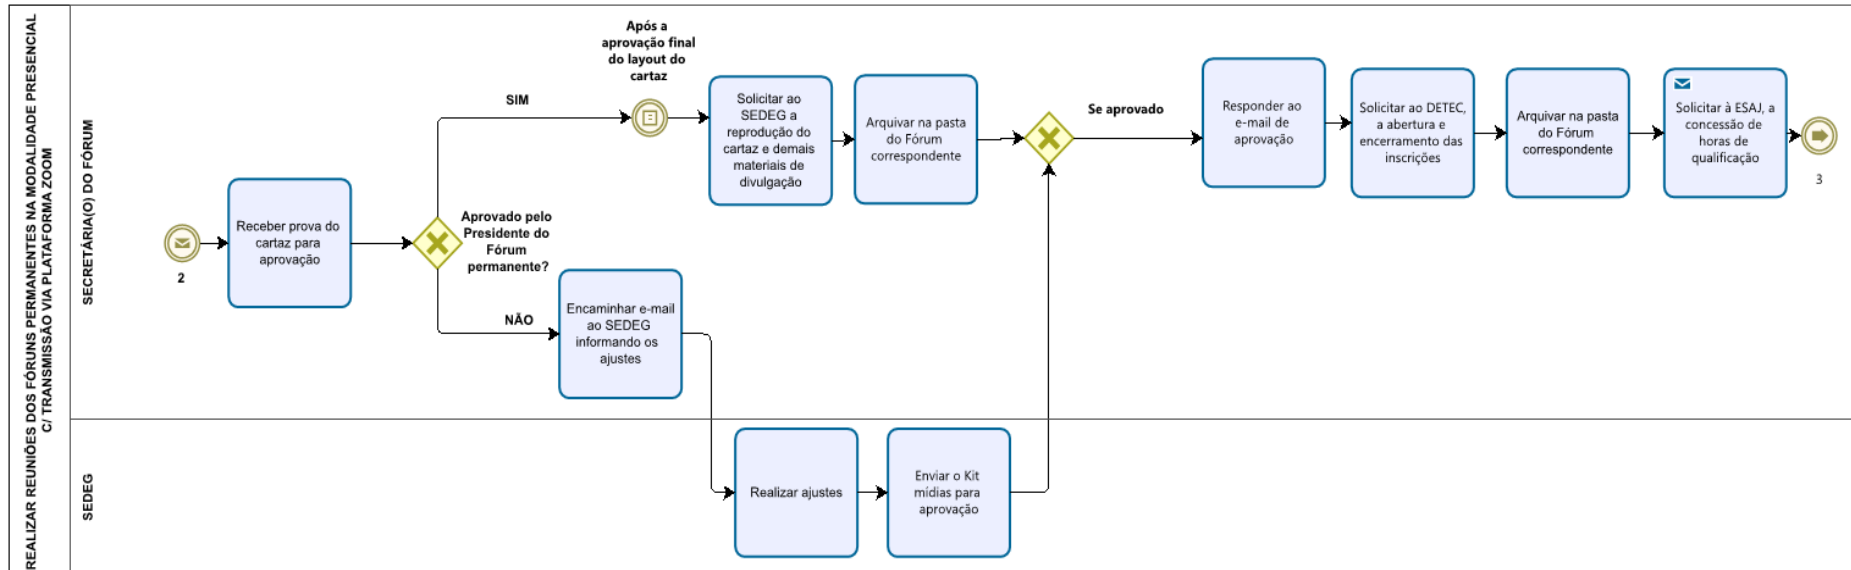 REALIZAR REUNIÕES DOS FÓRUNS PERMANENTES NA MODALIDADE PRESENCIAL
C/ TRANSMISSÃO VIA PLATAFORMA ZOOM
SECRETÁRIA(O) DO FÓRUM
2
Receber prova do
cartaz para
aprovação
Aprovado pelo
Presidente do
Fórum
permanente?
SIM
Após a
aprovação final
do layout do
cartaz
Solicitar ao
SEDEG a
reprodução do
cartaz e demais
materiais de
divulgação
Arquivar na pasta
do Fórum
correspondente
NÃO
Encaminhar e-mail
ao SEDEG
informando os
ajustes
Se aprovado
Responder ao
e-mail de
aprovação
Solicitar ao DETEC,
a abertura e
encerramento das
inscrições
Arquivar na pasta
do Fórum
correspondente
Solicitar à ESAJ, a
concessão de
horas de
qualificação
3
SEDEG
Realizar ajustes
Enviar o Kit
mídias para
aprovação